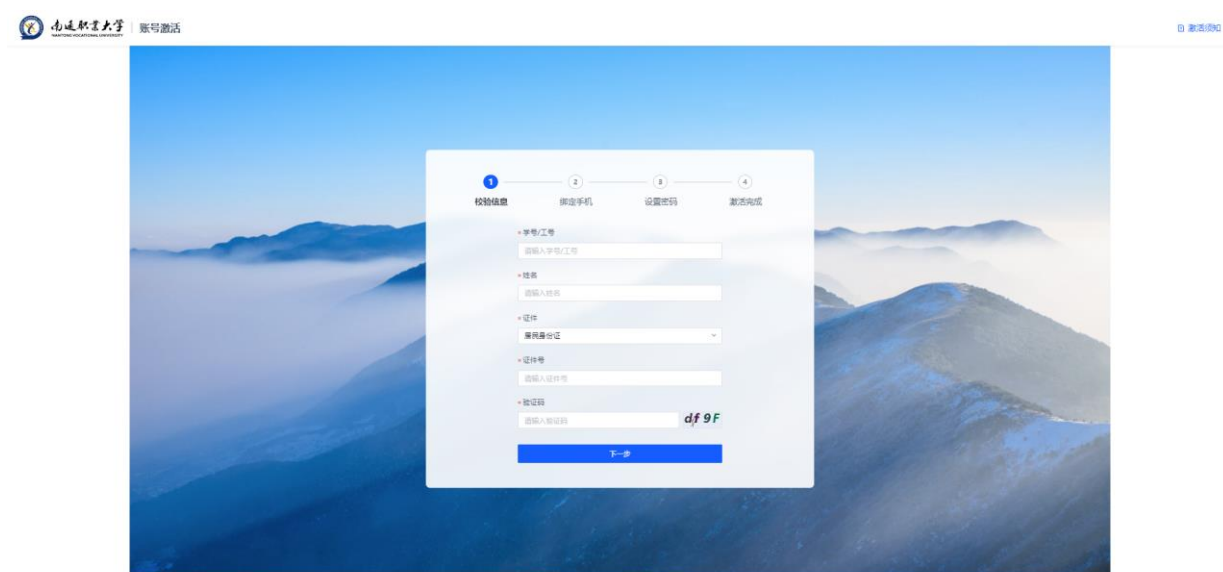 南通职业大学 账号激活
NANTONG VOCATIONAL UNIVERSITY
激活须知
1 2 3 4
校验信息 绑定手机 设置密码 激活完成
* 学号/工号
请输入学号/工号
* 姓名
请输入姓名
* 证件
居民身份证
* 证件号
请输入证件号
* 验证码
请输入验证码 df9F
下一步